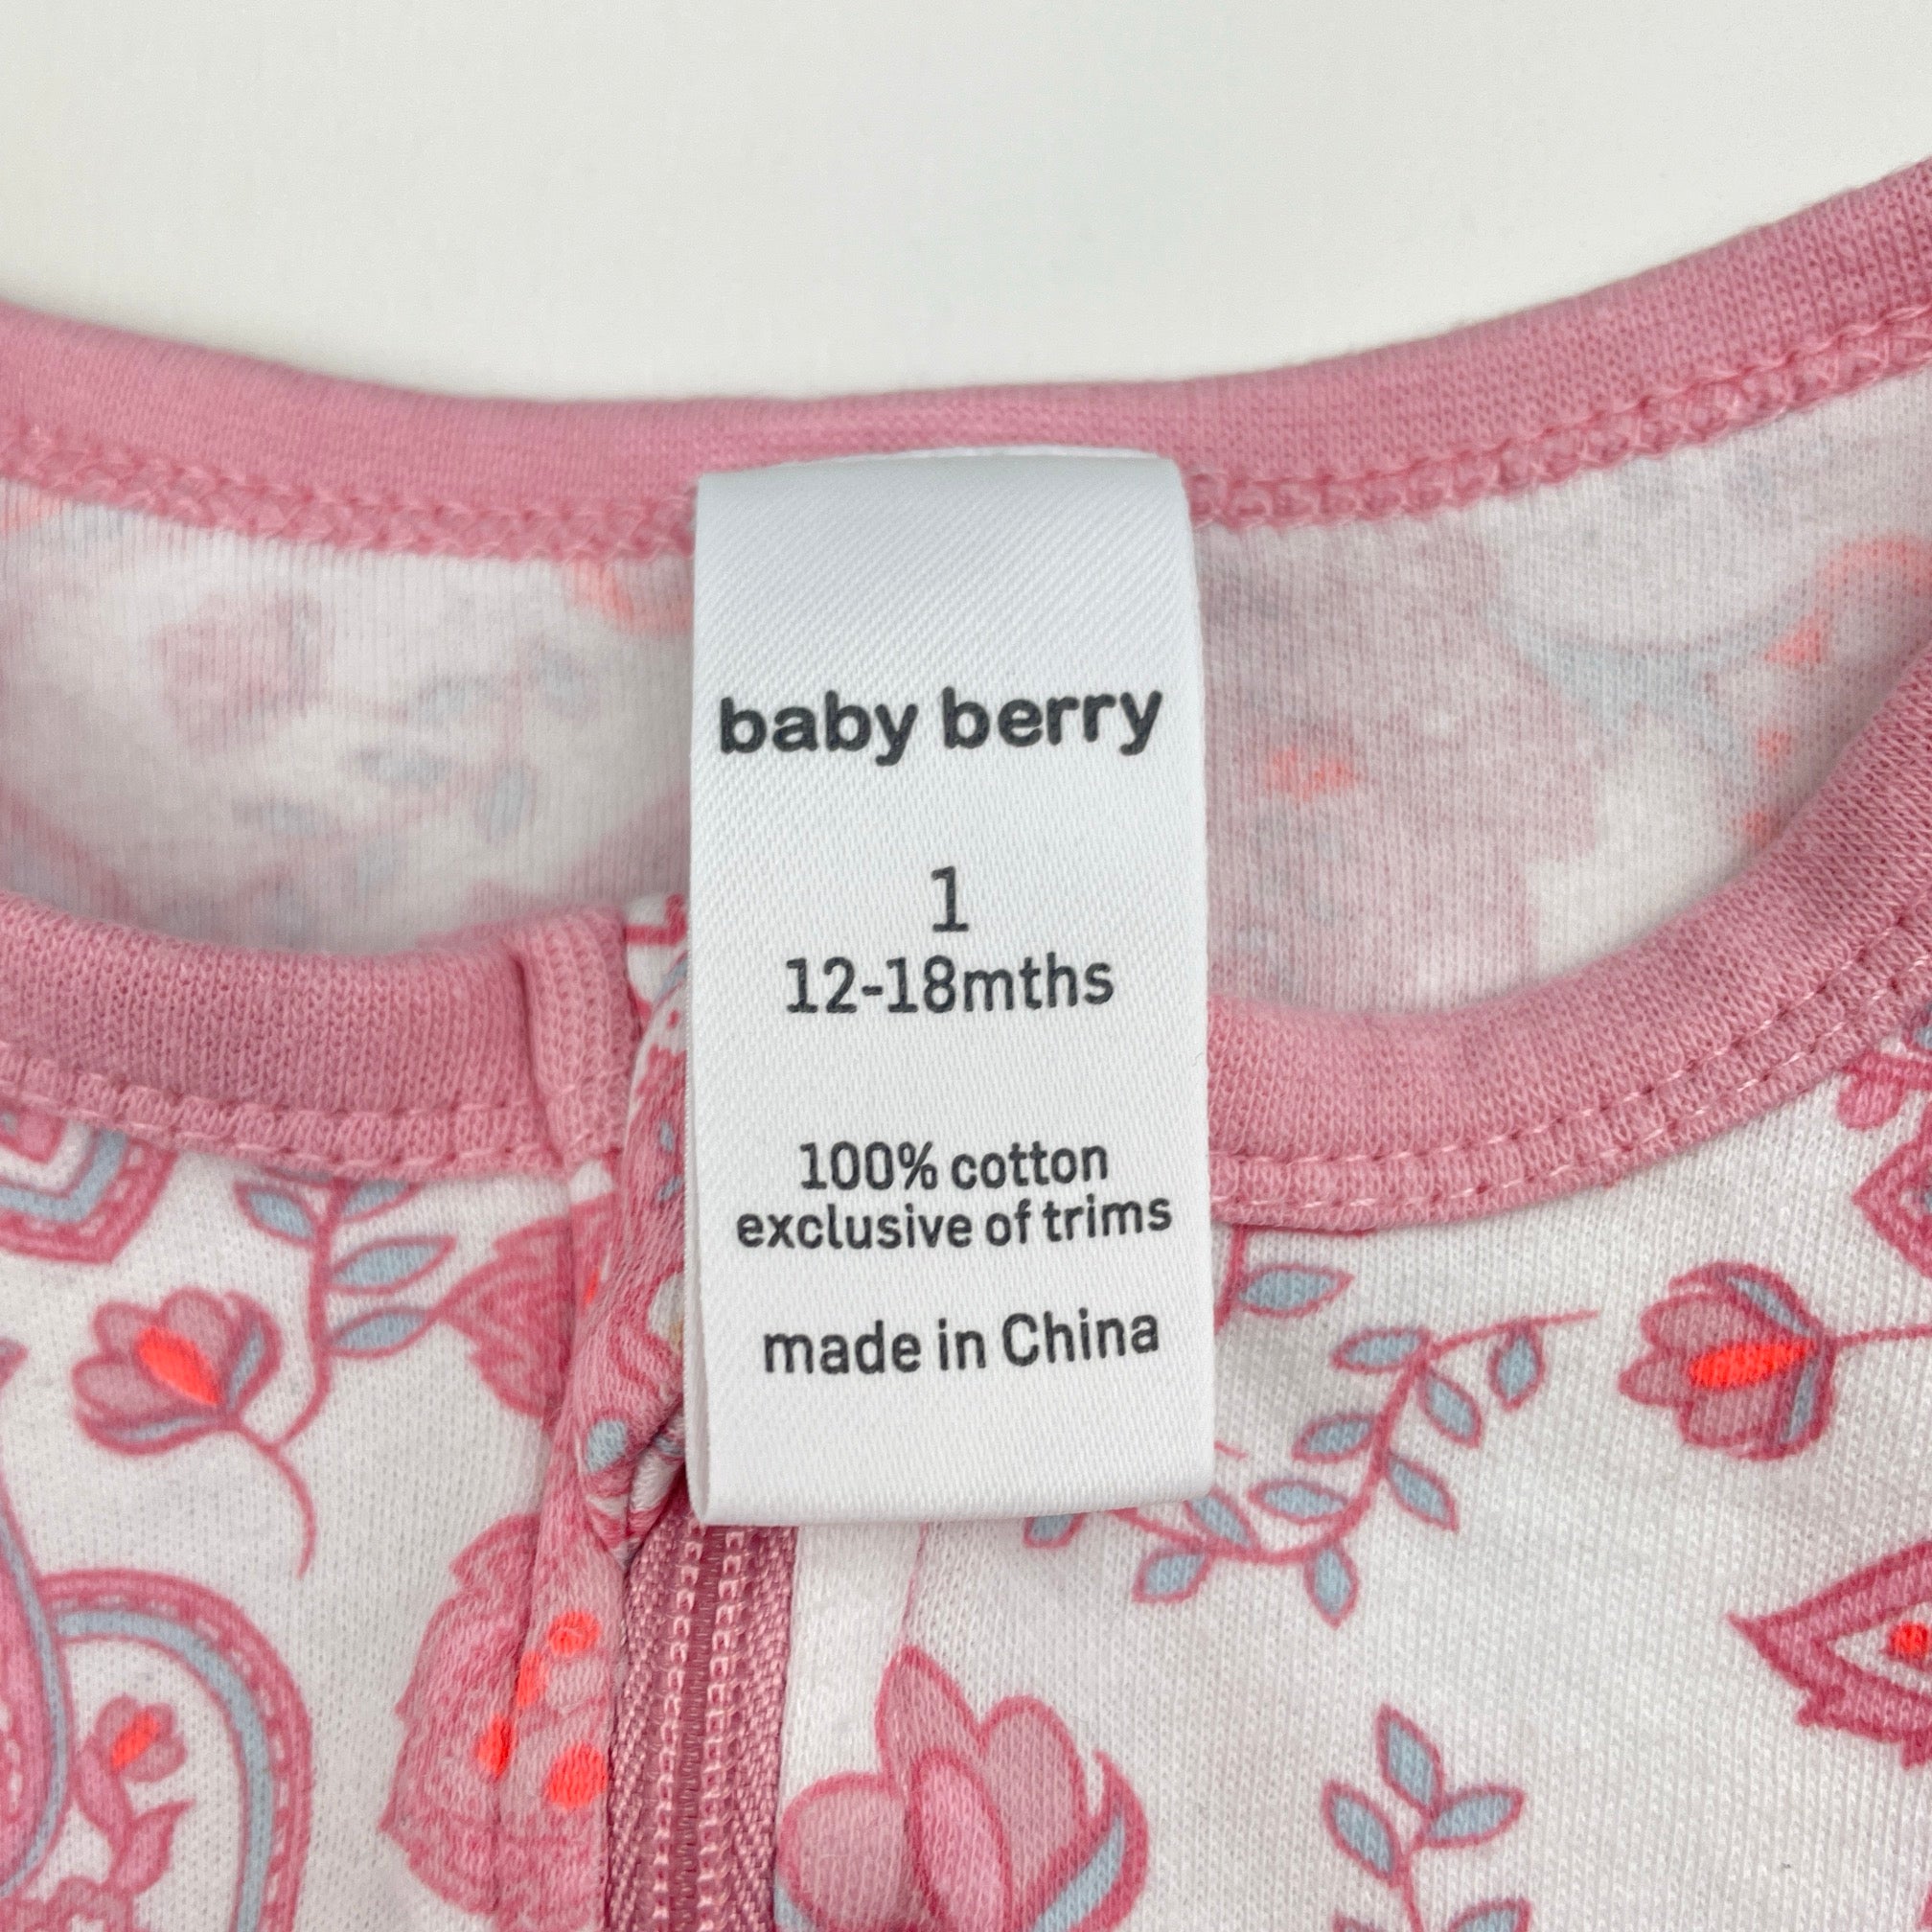 baby berry
1
12-18mths
100% cotton
exclusive of trims
made in China